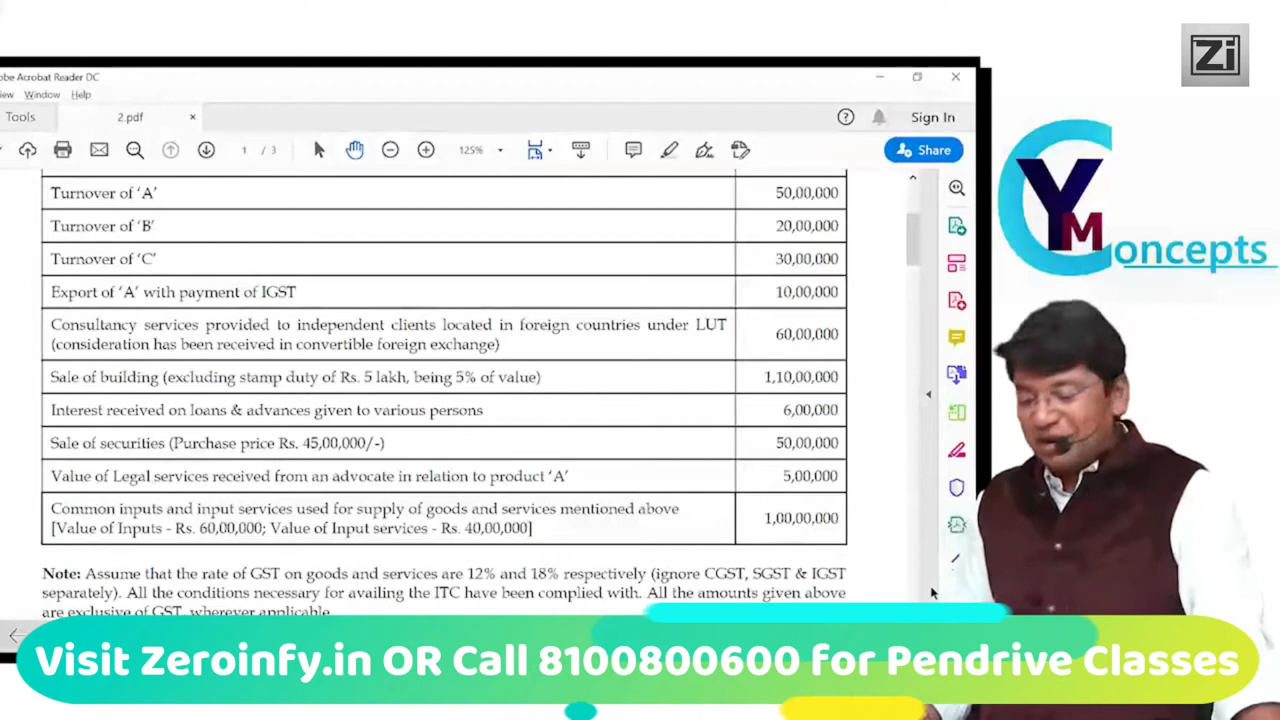 Zi
obe Acrobat Reader DC
iew Window Help
Tools 2.pdf × Sign In
1 / 3 125% Share
Turnover of 'A' 50,00,000
Turnover of 'B' 20,00,000
Turnover of 'C' 30,00,000
Export of 'A' with payment of IGST 10,00,000
Consultancy services provided to independent clients located in foreign countries under LUT
(consideration has been received in convertible foreign exchange) 60,00,000
Sale of building (excluding stamp duty of Rs. 5 lakh, being 5% of value) 1,10,00,000
Interest received on loans & advances given to various persons 6,00,000
Sale of securities (Purchase price Rs. 45,00,000/-) 50,00,000
Value of Legal services received from an advocate in relation to product 'A' 5,00,000
Common inputs and input services used for supply of goods and services mentioned above
[Value of Inputs - Rs. 60,00,000; Value of Input services - Rs. 40,00,000] 1,00,00,000
Note: Assume that the rate of GST on goods and services are 12% and 18% respectively (ignore CGST, SGST & IGST
separately). All the conditions necessary for availing the ITC have been complied with. All the amounts given above
are exclusive of GST, wherever applicable
YM Concepts
Visit Zeroinfy.in OR Call 8100800600 for Pendrive Classes